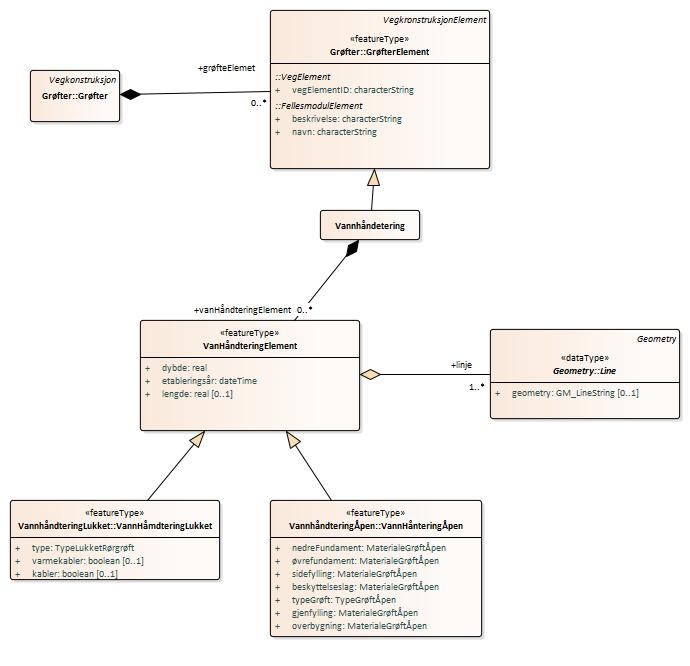 VegkronstruksjonElement
«featureType»
Grøfter::GrøfterElement
::VegElement
+ vegElementID: characterString
::FellesmodulElement
+ beskrivelse: characterString
+ navn: characterString
Vegkonstruksjon
Grøfter::Grøfter
+grøfteElemet
0..*
Vannhåndetering
+vanHåndteringElement 0..*
«featureType»
VanHåndteringElement
+ dybde: real
+ etableringsår: dateTime
+ lengde: real [0..1]
+linje
1..*
Geometry
«dataType»
Geometry::Line
+ geometry: GM_LineString [0..1]
«featureType»
VannhåndteringLukket::VannHåmdteringLukket
+ type: TypeLukketRørgrøft
+ varmekabler: boolean [0..1]
+ kabler: boolean [0..1]
«featureType»
VannhåndteringÅpen::VannHånteringÅpen
+ nedreFundament: MaterialeGrøftÅpen
+ øvrefundament: MaterialeGrøftÅpen
+ sidefylling: MaterialeGrøftÅpen
+ beskyttelseslag: MaterialeGrøftÅpen
+ typeGrøft: TypeGrøftÅpen
+ gjenfylling: MaterialeGrøftÅpen
+ overbygning: MaterialeGrøftÅpen